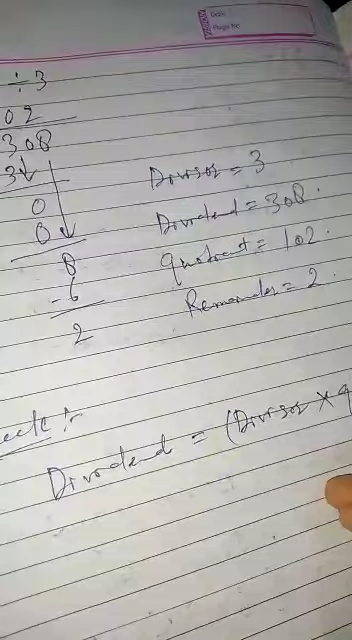 Date
Page No
÷ 3
02
308
3↓
0
0↓
8
-6
2
Divisor = 3
Dividend = 308.
quotient = 102.
Remainder = 2.
eck :-
Dividend = (Divisor × q